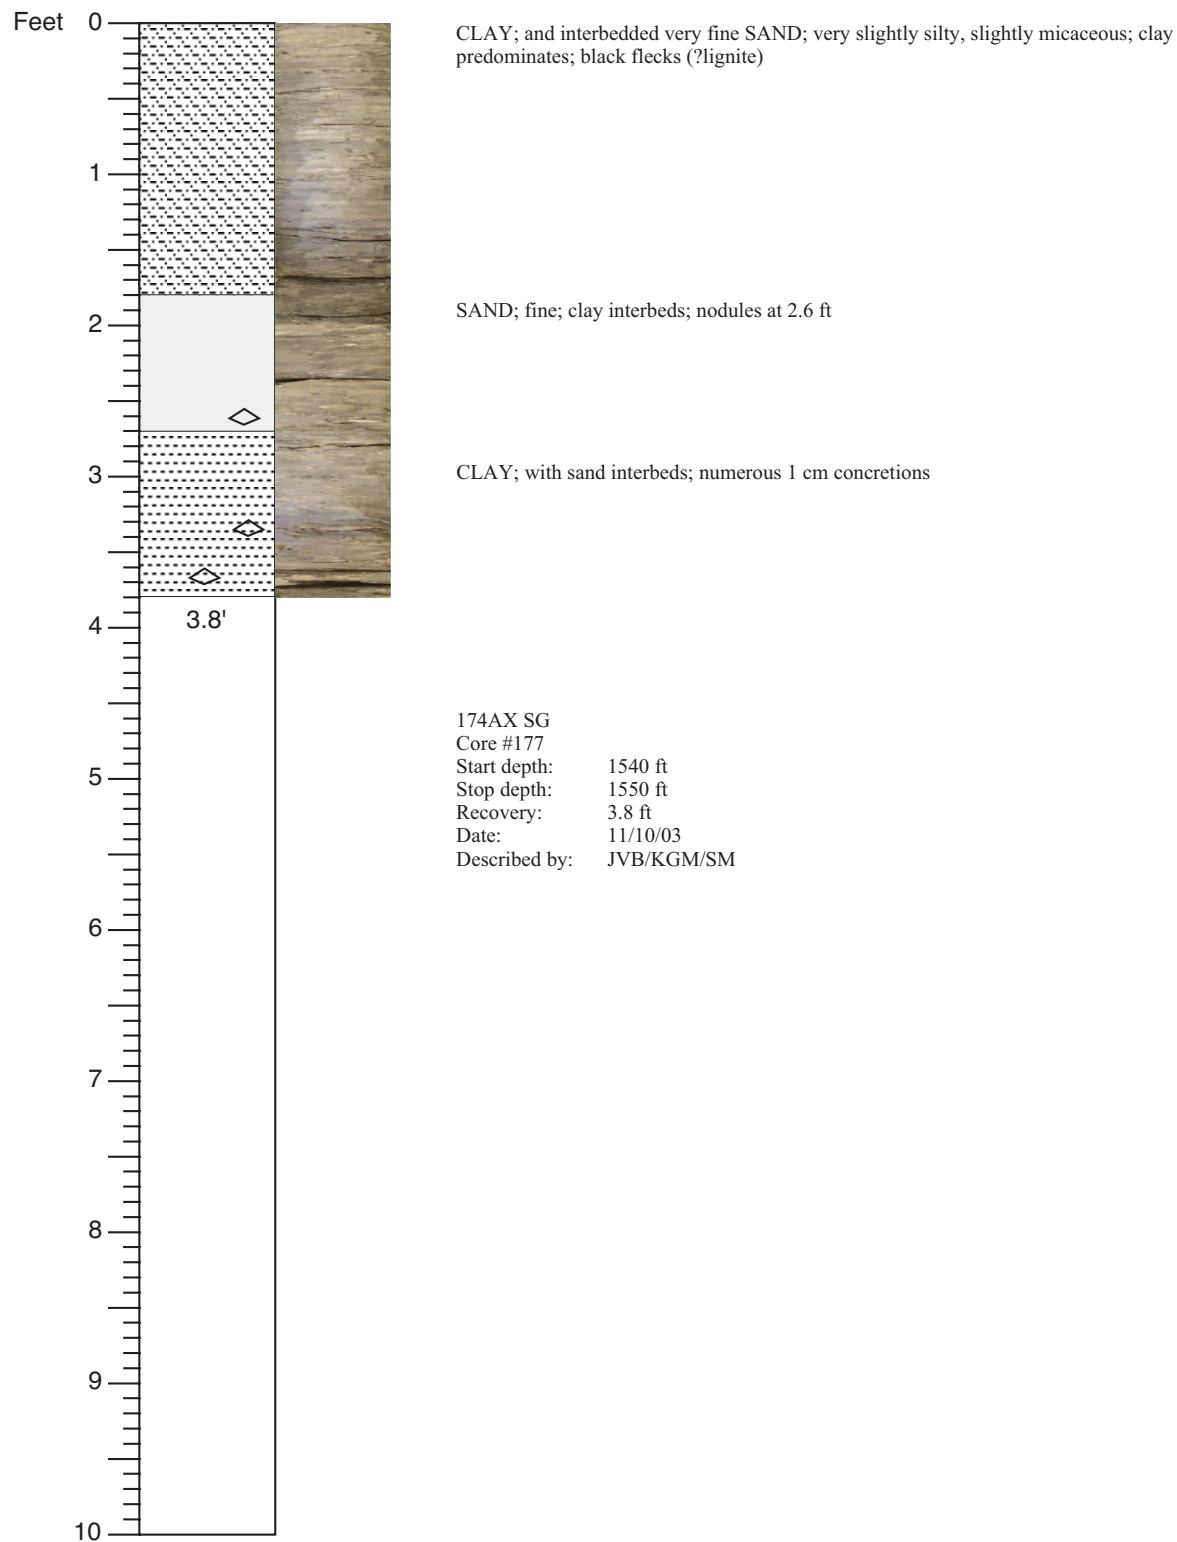 Feet
0
CLAY; and interbedded very fine SAND; very slightly silty, slightly micaceous; clay
predominates; black flecks (?lignite)
1
SAND; fine; clay interbeds; nodules at 2.6 ft
2
CLAY; with sand interbeds; numerous 1 cm concretions
3
3.8'
4
174AX SG
Core #177
Start depth: 1540 ft
Stop depth: 1550 ft
Recovery: 3.8 ft
Date: 11/10/03
Described by: JVB/KGM/SM
5
6
7
8
9
10